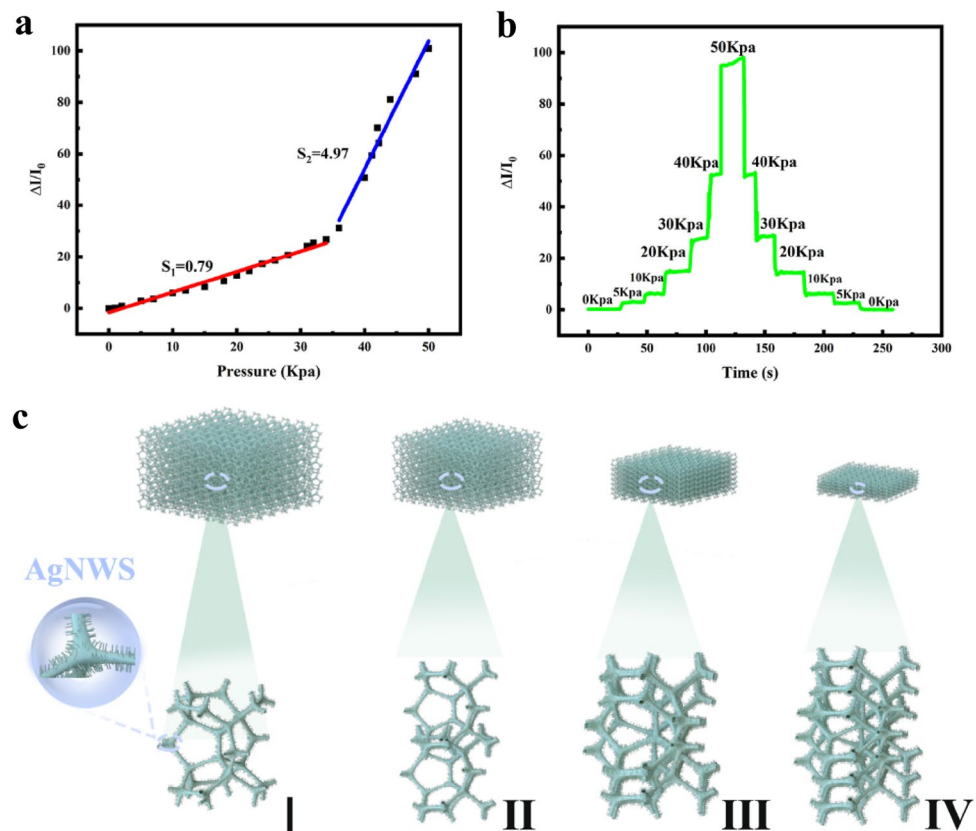 a
100
80
60
40
20
0
ΔI/I₀
S₂=4.97
S₁=0.79
0 10 20 30 40 50
Pressure (Kpa)
b
100
80
60
40
20
0
ΔI/I₀
50Kpa
40Kpa 40Kpa
30Kpa 30Kpa
20Kpa 20Kpa
10Kpa 10Kpa
5Kpa 5Kpa
0Kpa 0Kpa
0 50 100 150 200 250 300
Time (s)
c
AgNWS
I II III IV